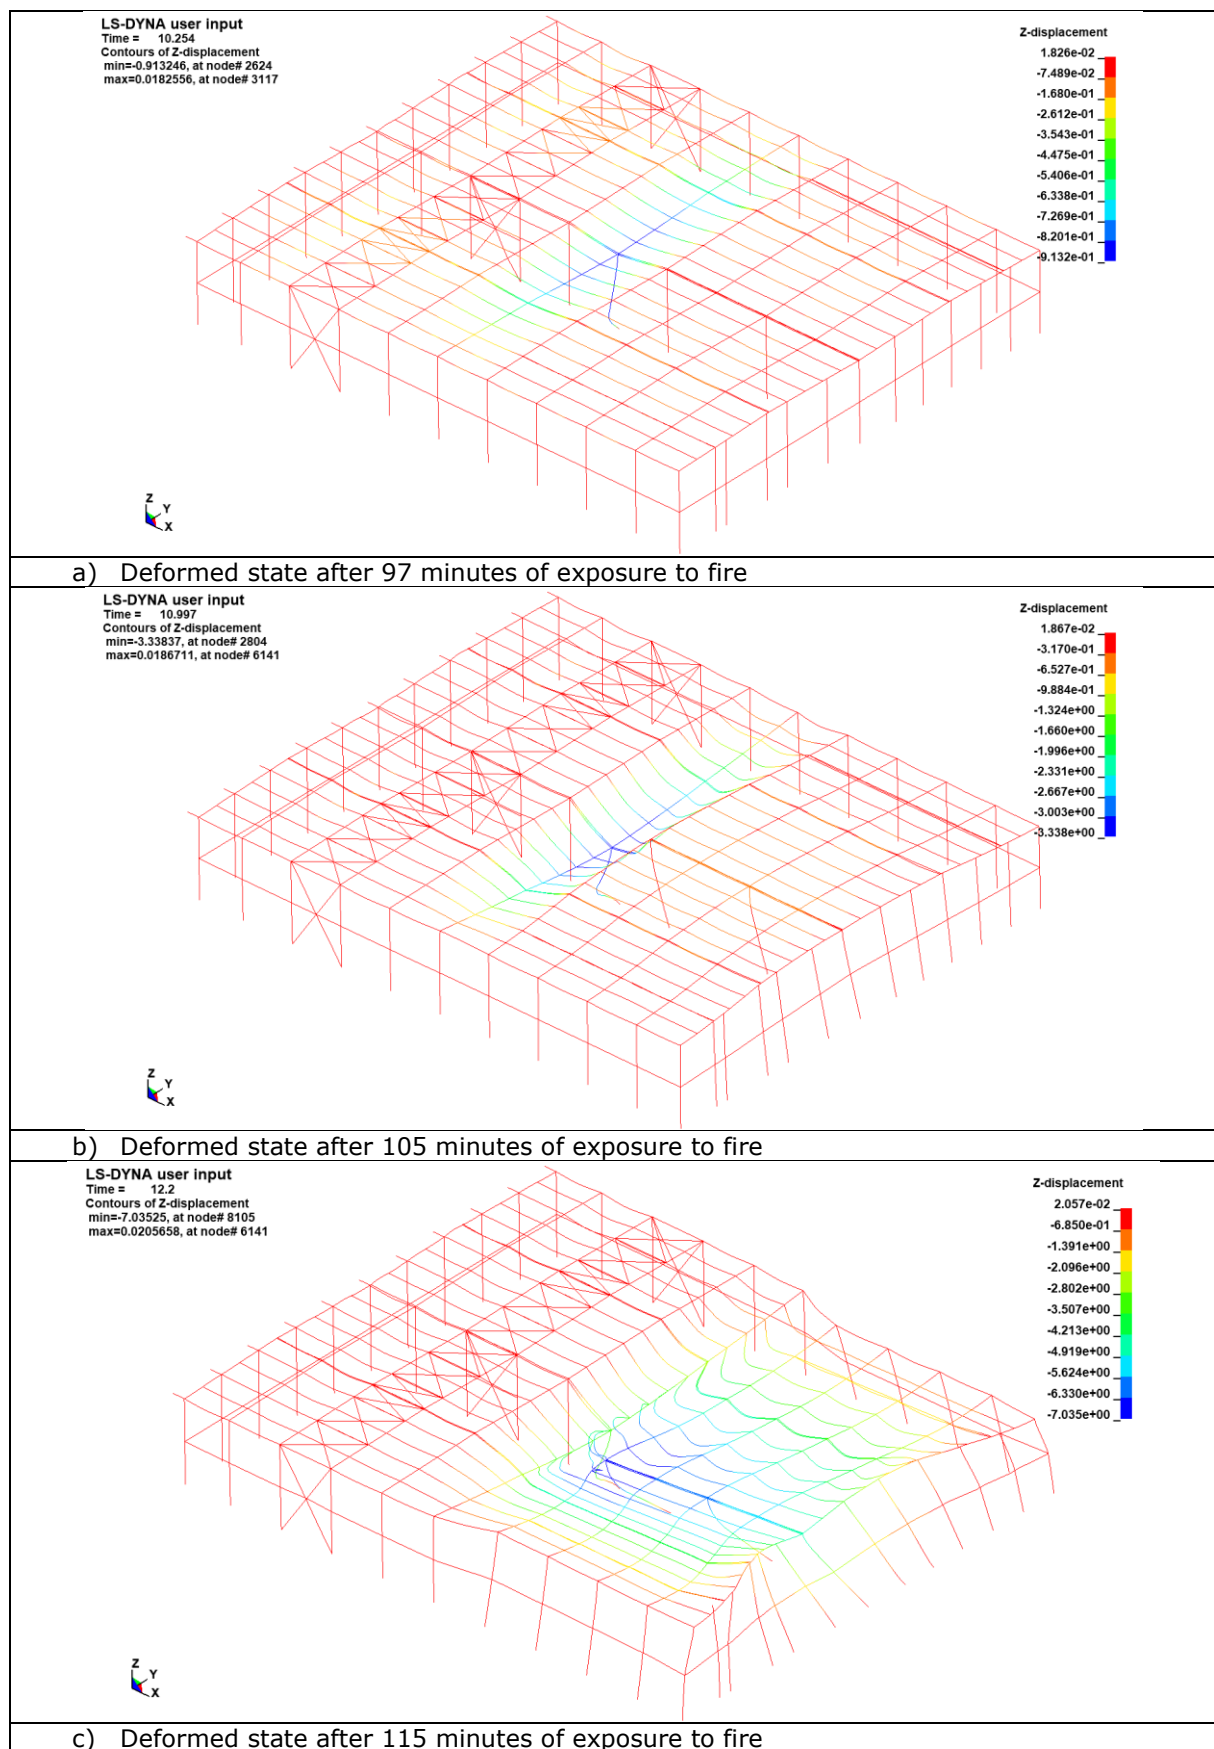 LS-DYNA user input
Time = 10.254
Contours of Z-displacement
min=-0.913246, at node# 2624
max=0.0182556, at node# 3117
Z-displacement
1.826e-02
-7.489e-02
-1.680e-01
-2.612e-01
-3.543e-01
-4.475e-01
-5.406e-01
-6.338e-01
-7.269e-01
-8.201e-01
-9.132e-01
Z
Y
X
a) Deformed state after 97 minutes of exposure to fire
LS-DYNA user input
Time = 10.997
Contours of Z-displacement
min=-3.33837, at node# 2804
max=0.0186711, at node# 6141
Z-displacement
1.867e-02
-3.170e-01
-6.527e-01
-9.884e-01
-1.324e+00
-1.660e+00
-1.996e+00
-2.331e+00
-2.667e+00
-3.003e+00
-3.338e+00
Z
Y
X
b) Deformed state after 105 minutes of exposure to fire
LS-DYNA user input
Time = 12.2
Contours of Z-displacement
min=-7.03525, at node# 8105
max=0.0205658, at node# 6141
Z-displacement
2.057e-02
-6.850e-01
-1.391e+00
-2.096e+00
-2.802e+00
-3.507e+00
-4.213e+00
-4.919e+00
-5.624e+00
-6.330e+00
-7.035e+00
Z
Y
X
c) Deformed state after 115 minutes of exposure to fire